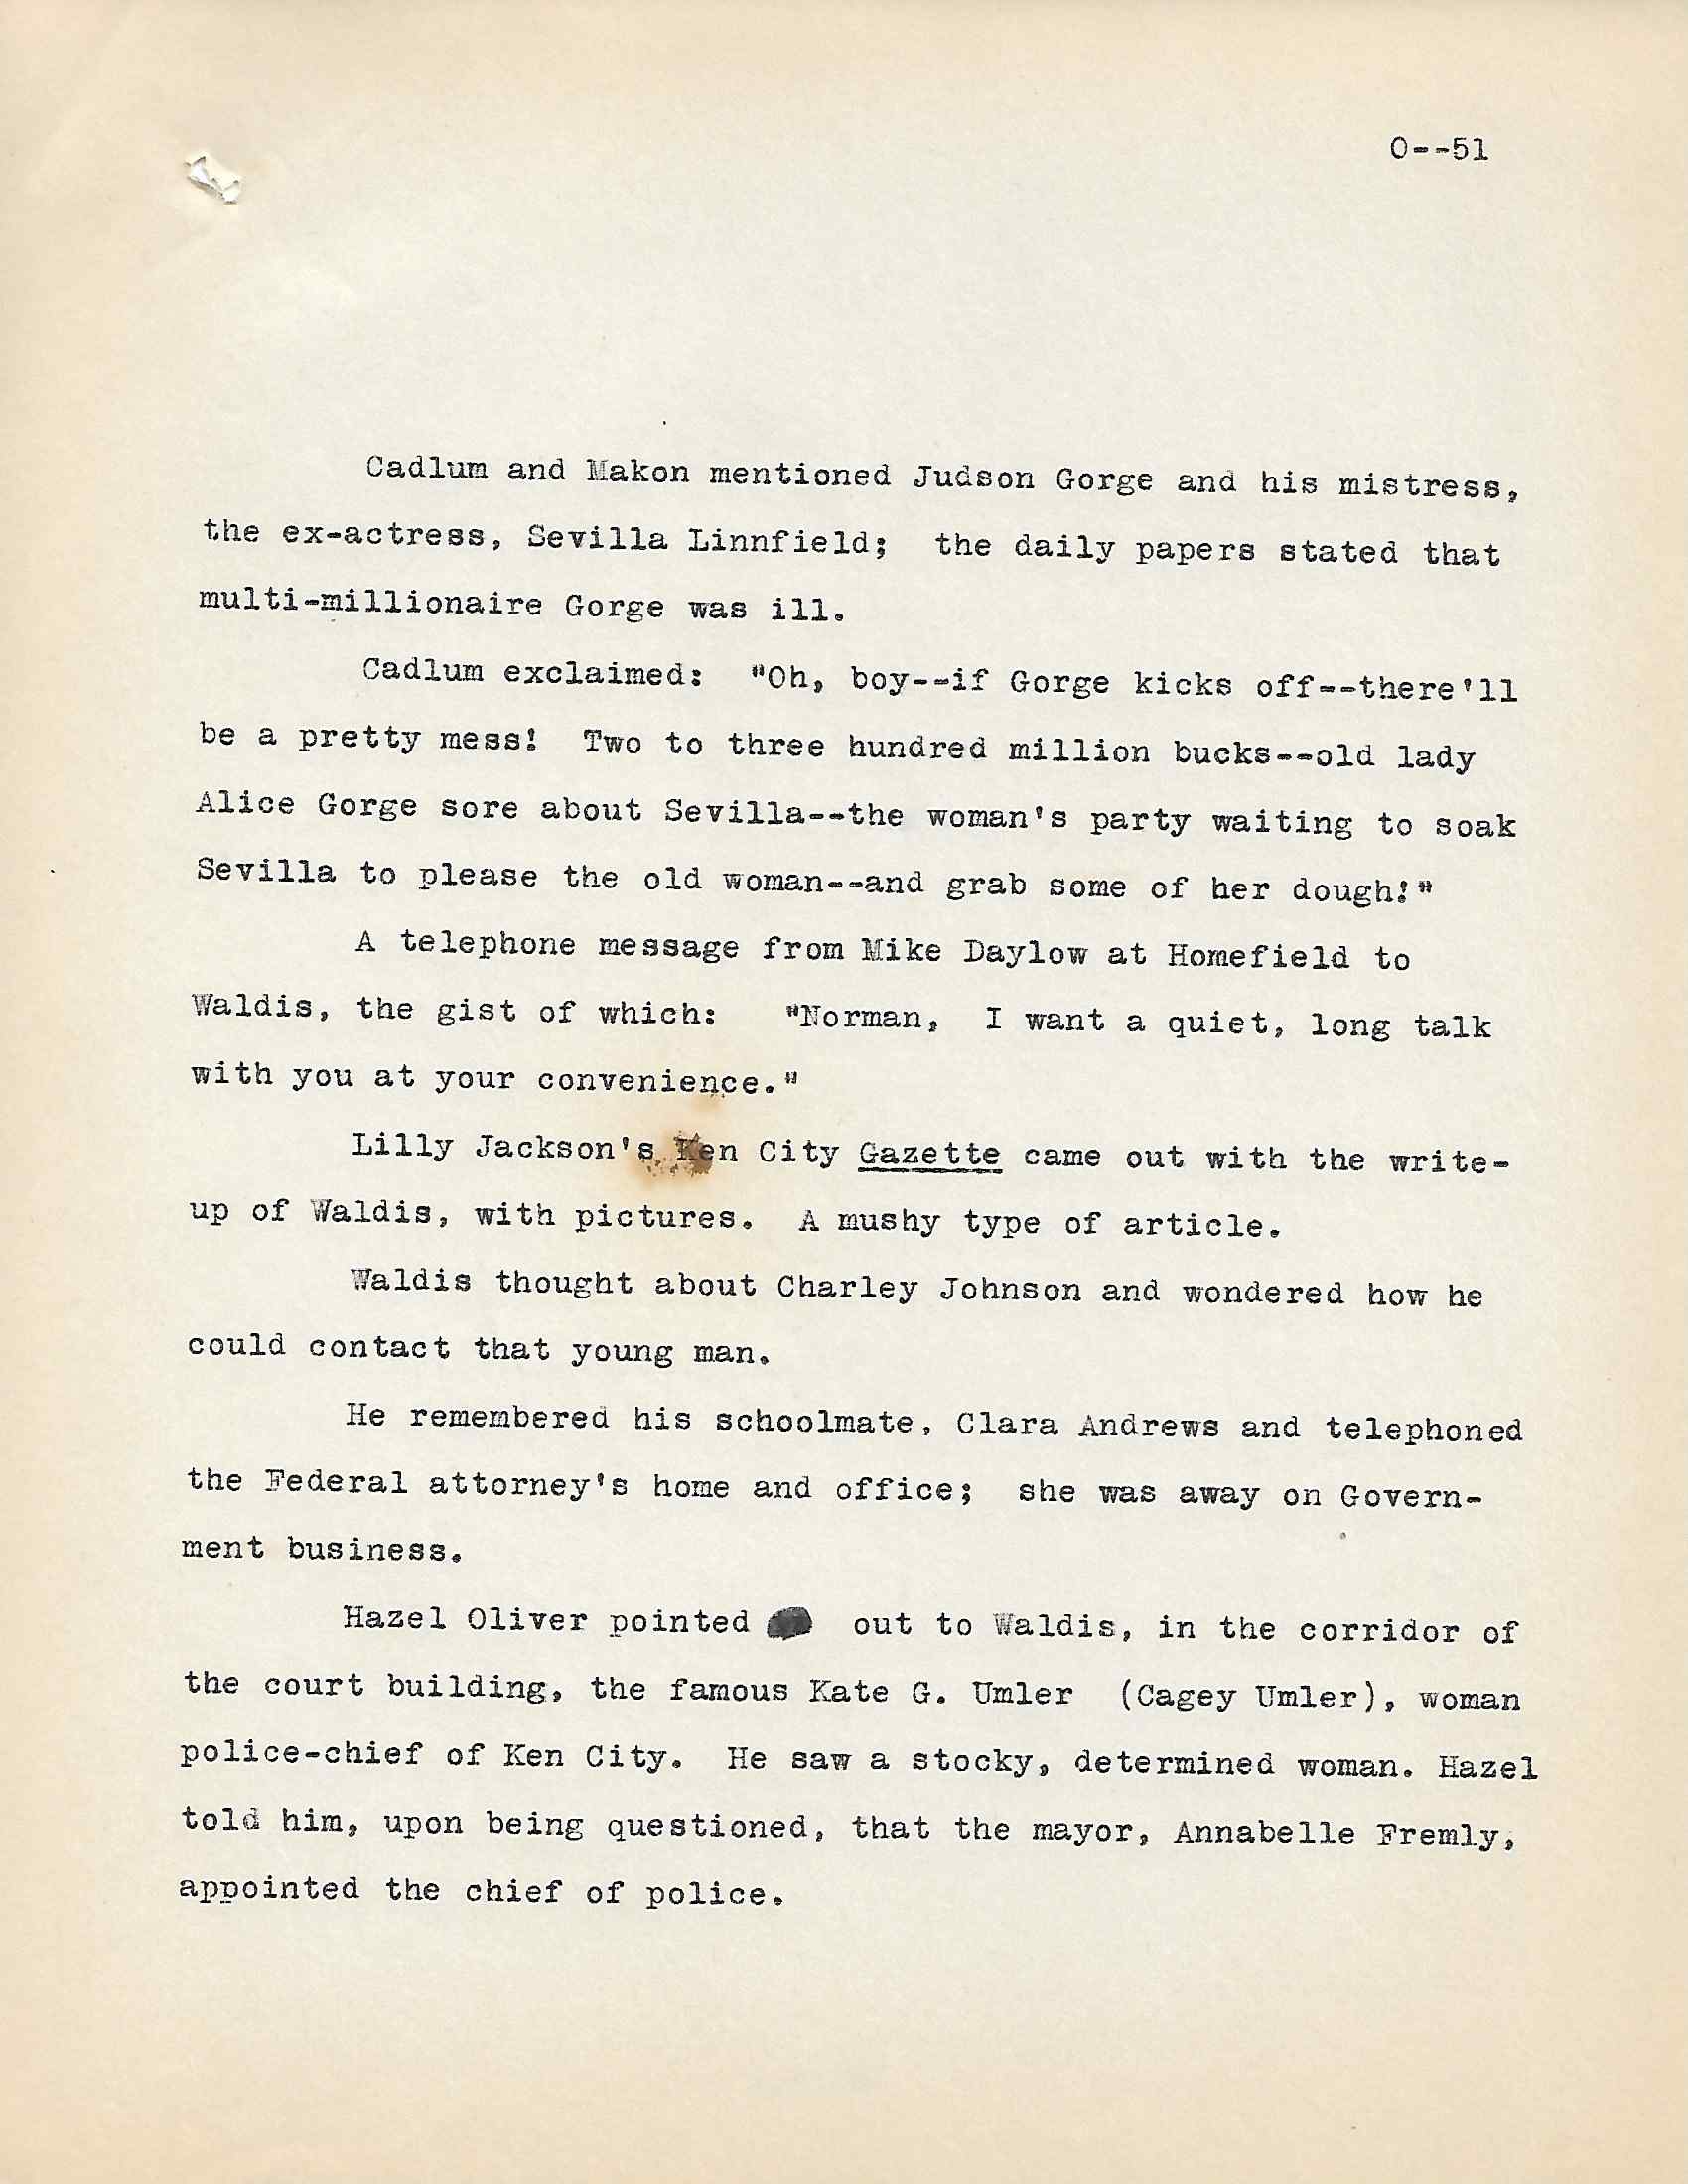 O--51
Cadlum and Makon mentioned Judson Gorge and his mistress,
the ex-actress, Sevilla Linnfield; the daily papers stated that
multi-millionaire Gorge was ill.
Cadlum exclaimed: "Oh, boy--if Gorge kicks off--there'll
be a pretty mess! Two to three hundred million bucks--old lady
Alice Gorge sore about Sevilla--the woman's party waiting to soak
Sevilla to please the old woman--and grab some of her dough!"
A telephone message from Mike Daylow at Homefield to
Waldis, the gist of which: "Norman, I want a quiet, long talk
with you at your convenience."
Lilly Jackson's Ken City Gazette came out with the write-
up of Waldis, with pictures. A mushy type of article.
Waldis thought about Charley Johnson and wondered how he
could contact that young man.
He remembered his schoolmate, Clara Andrews and telephoned
the Federal attorney's home and office; she was away on Govern-
ment business.
Hazel Oliver pointed out to Waldis, in the corridor of
the court building, the famous Kate G. Umler (Cagey Umler), woman
police-chief of Ken City. He saw a stocky, determined woman. Hazel
told him, upon being questioned, that the mayor, Annabelle Fremly,
appointed the chief of police.